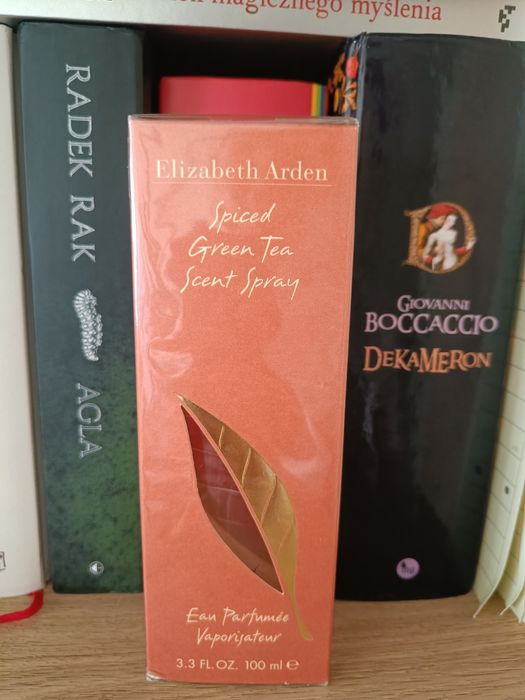 magicznego myślenia
RADEK RAK
AGLA
Elizabeth Arden
Spiced
Green Tea
Scent Spray
Eau Parfumée
Vaporisateur
3.3 FL.OZ. 100 ml ℮
GIOVANNI
BOCCACCIO
DEKAMERON